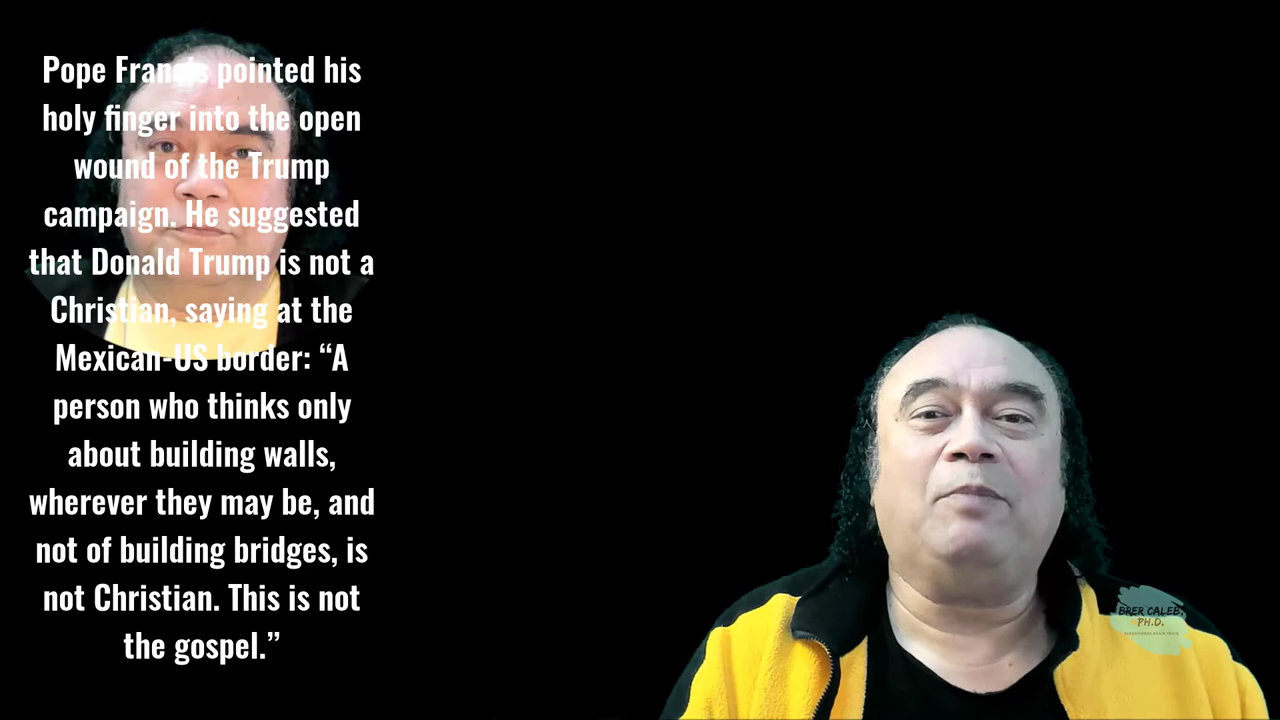 Pope Francis pointed his
holy finger into the open
wound of the Trump
campaign. He suggested
that Donald Trump is not a
Christian, saying at the
Mexican-US border: “A
person who thinks only
about building walls,
wherever they may be, and
not of building bridges, is
not Christian. This is not
the gospel.”
BRER CALEB,
PH.D.